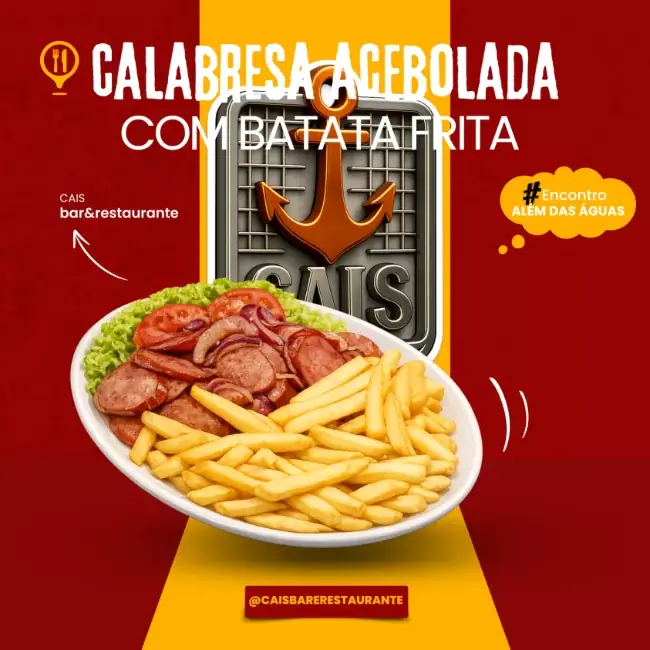 CALABRESA ACEBOLADA
COM BATATA FRITA
CAIS
bar&restaurante
#Encontro
ALÉM DAS ÁGUAS
CAIS
@CAISBARERESTAURANTE